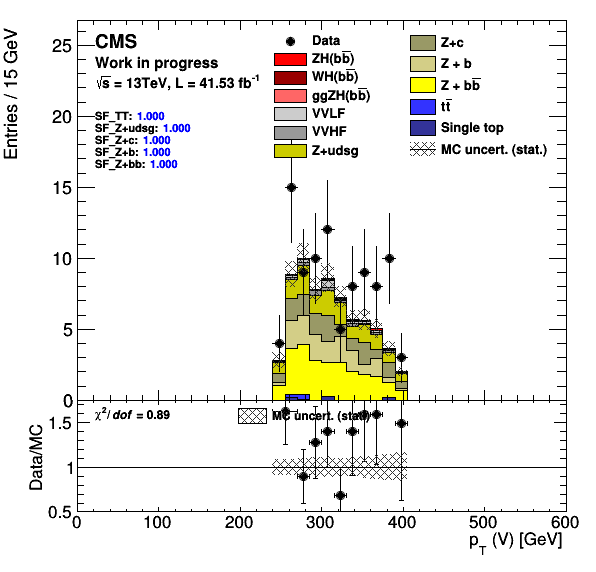 Entries / 15 GeV
25
20
15
10
5
0
CMS
Work in progress
√s = 13TeV, L = 41.53 fb⁻¹
SF_TT: 1.000
SF_Z+udsg: 1.000
SF_Z+c: 1.000
SF_Z+b: 1.000
SF_Z+bb: 1.000
Data
ZH(bb̅)
WH(bb̅)
ggZH(bb̅)
VVLF
VVHF
Z+udsg
Z+c
Z + b
Z + bb̅
tt̅
Single top
MC uncert. (stat.)
Data/MC
1.5
1
0.5
χ²/dof = 0.89
MC uncert. (stat.)
0 100 200 300 400 500 600
p_T (V) [GeV]